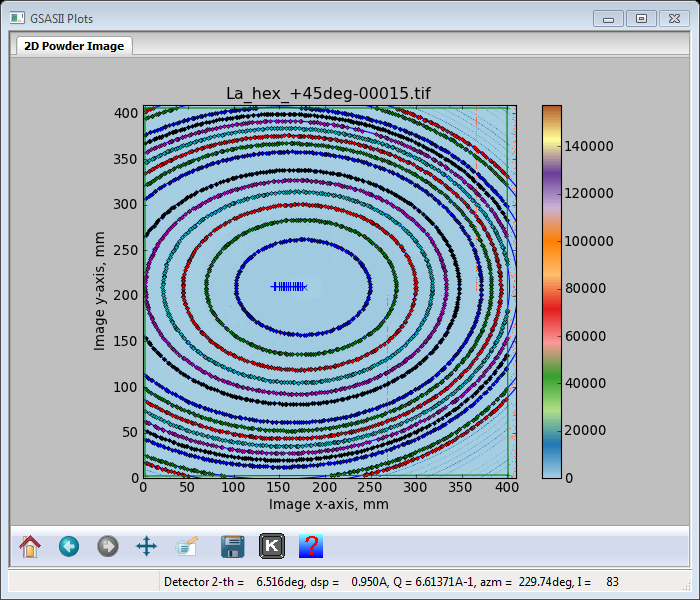 GSASII Plots
2D Powder Image
La_hex_+45deg-00015.tif
400
350
300
250
200
150
100
50
0
Image y-axis, mm
0 50 100 150 200 250 300 350 400
Image x-axis, mm
140000
120000
100000
80000
60000
40000
20000
0
K ?
Detector 2-th = 6.516deg, dsp = 0.950A, Q = 6.61371A-1, azm = 229.74deg, I = 83